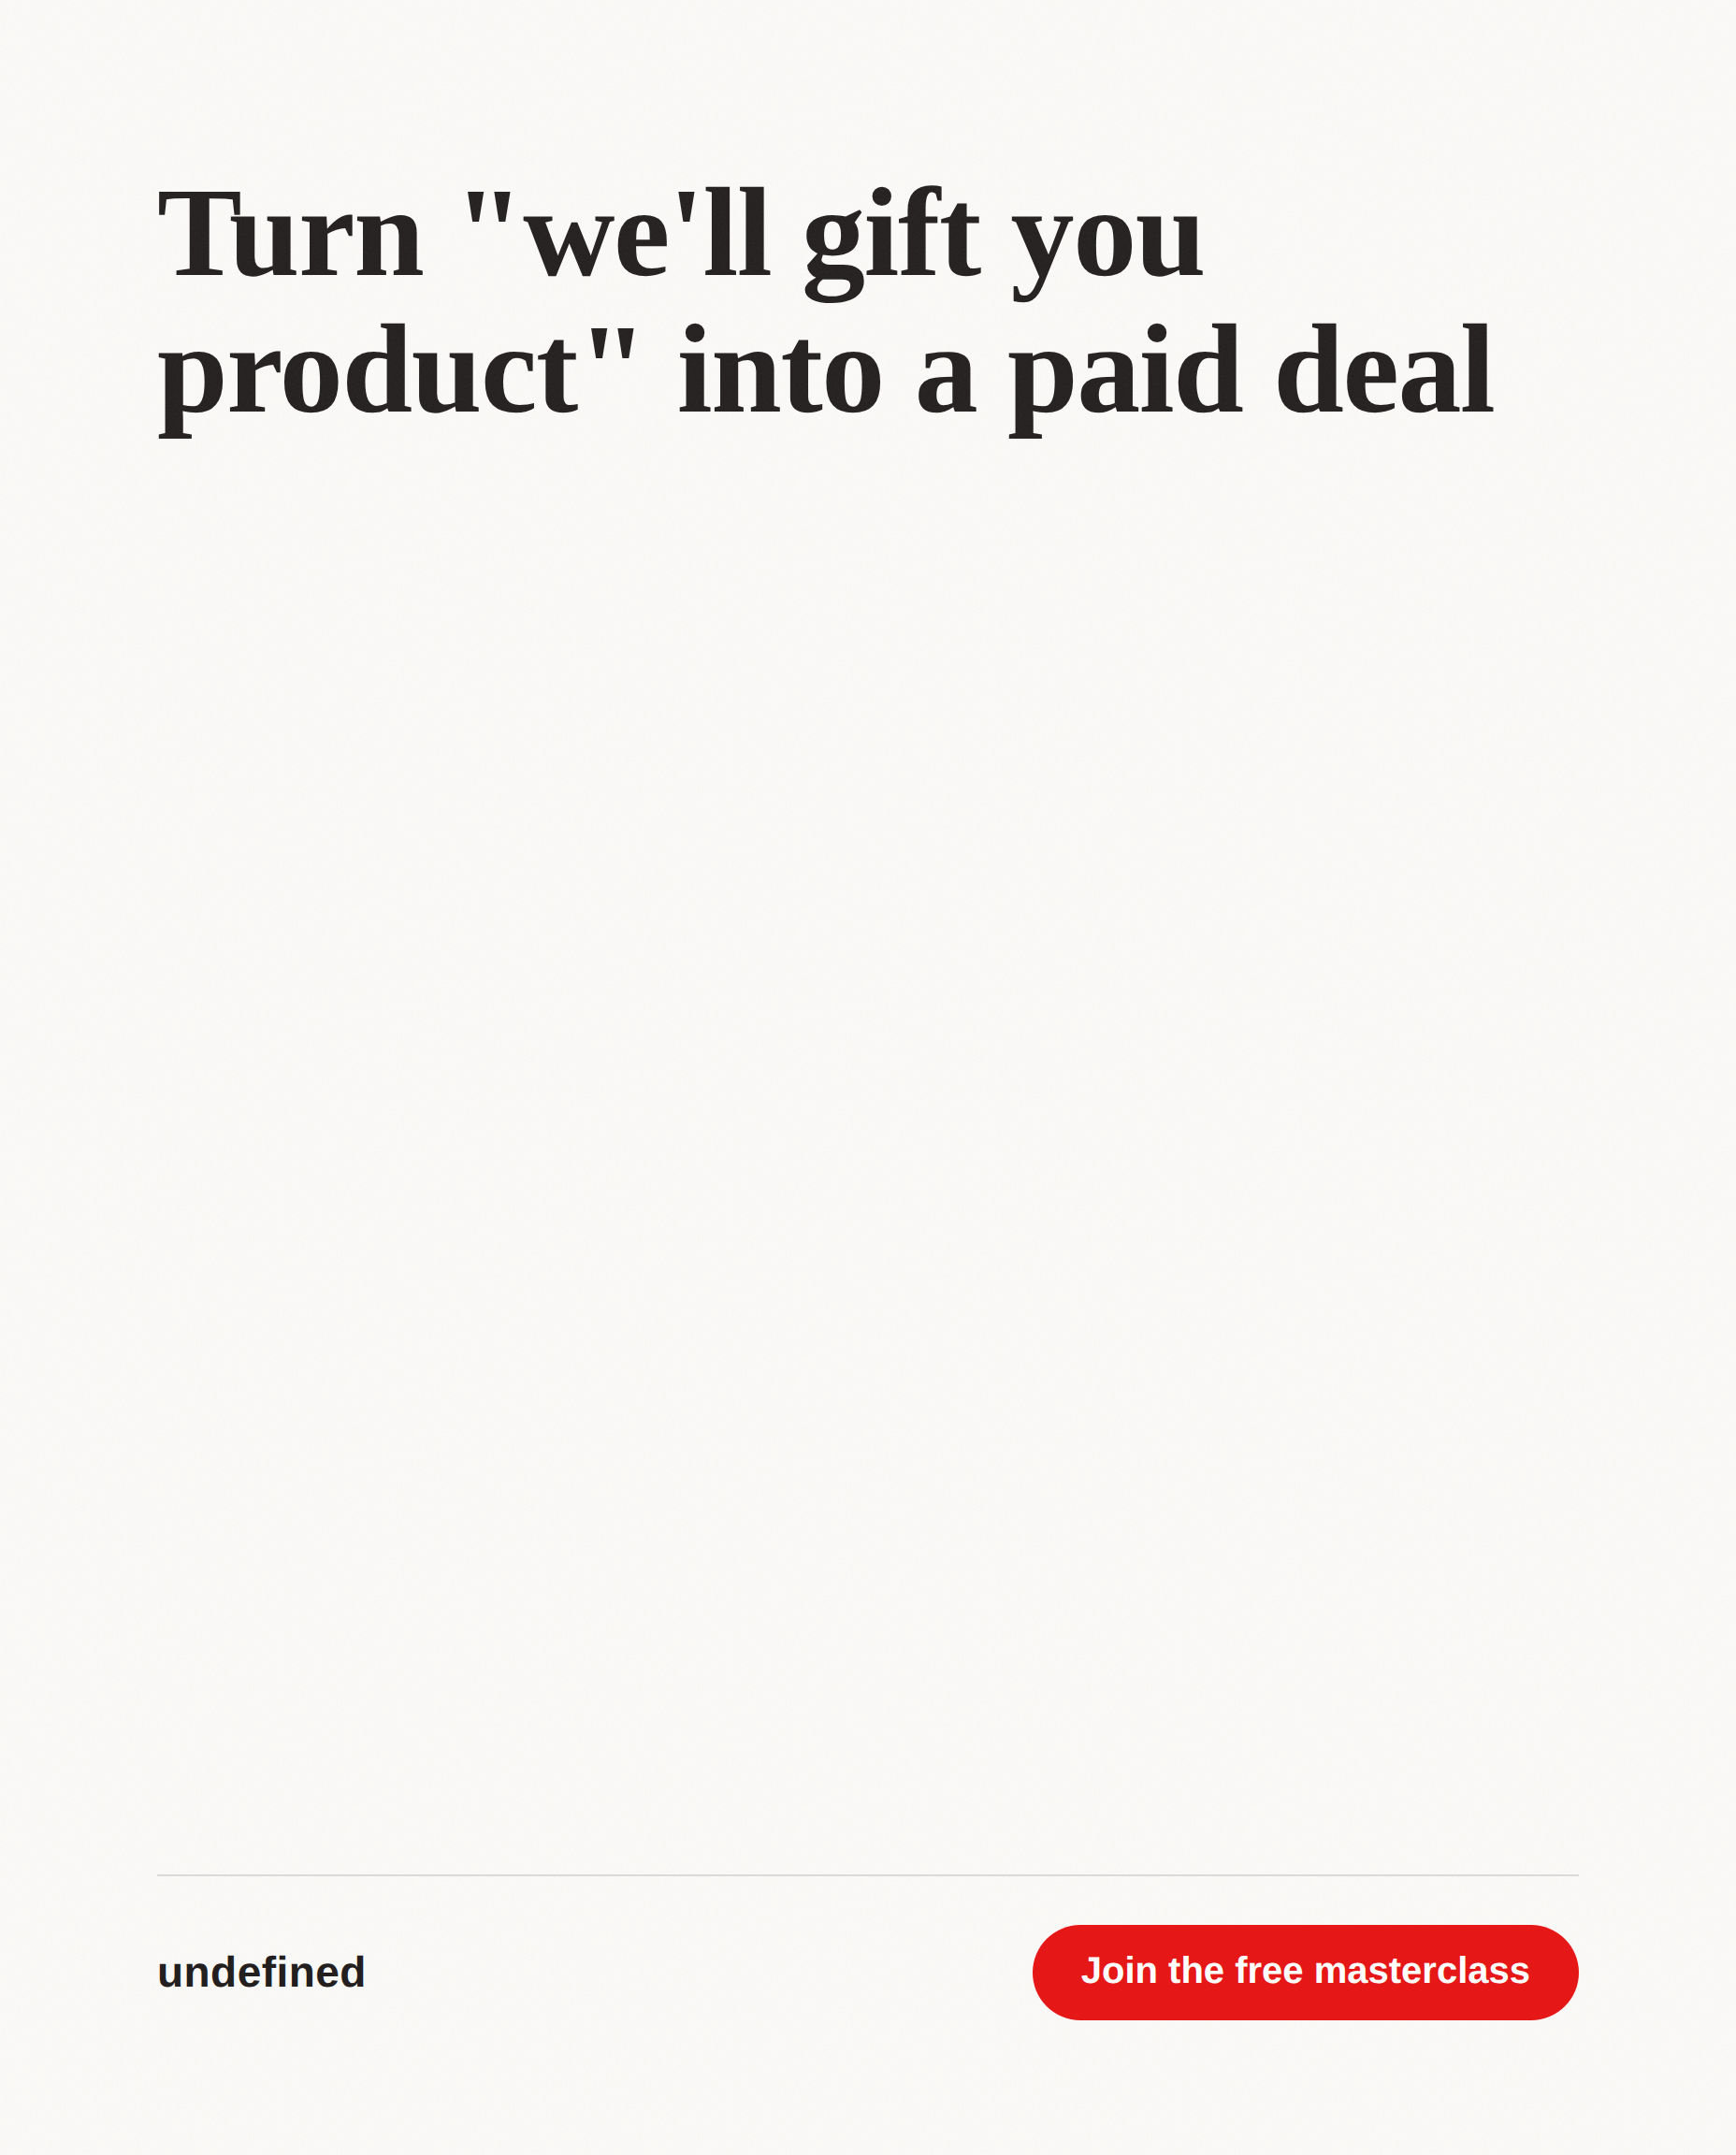 Turn "we'll gift you
product" into a paid deal
undefined
Join the free masterclass